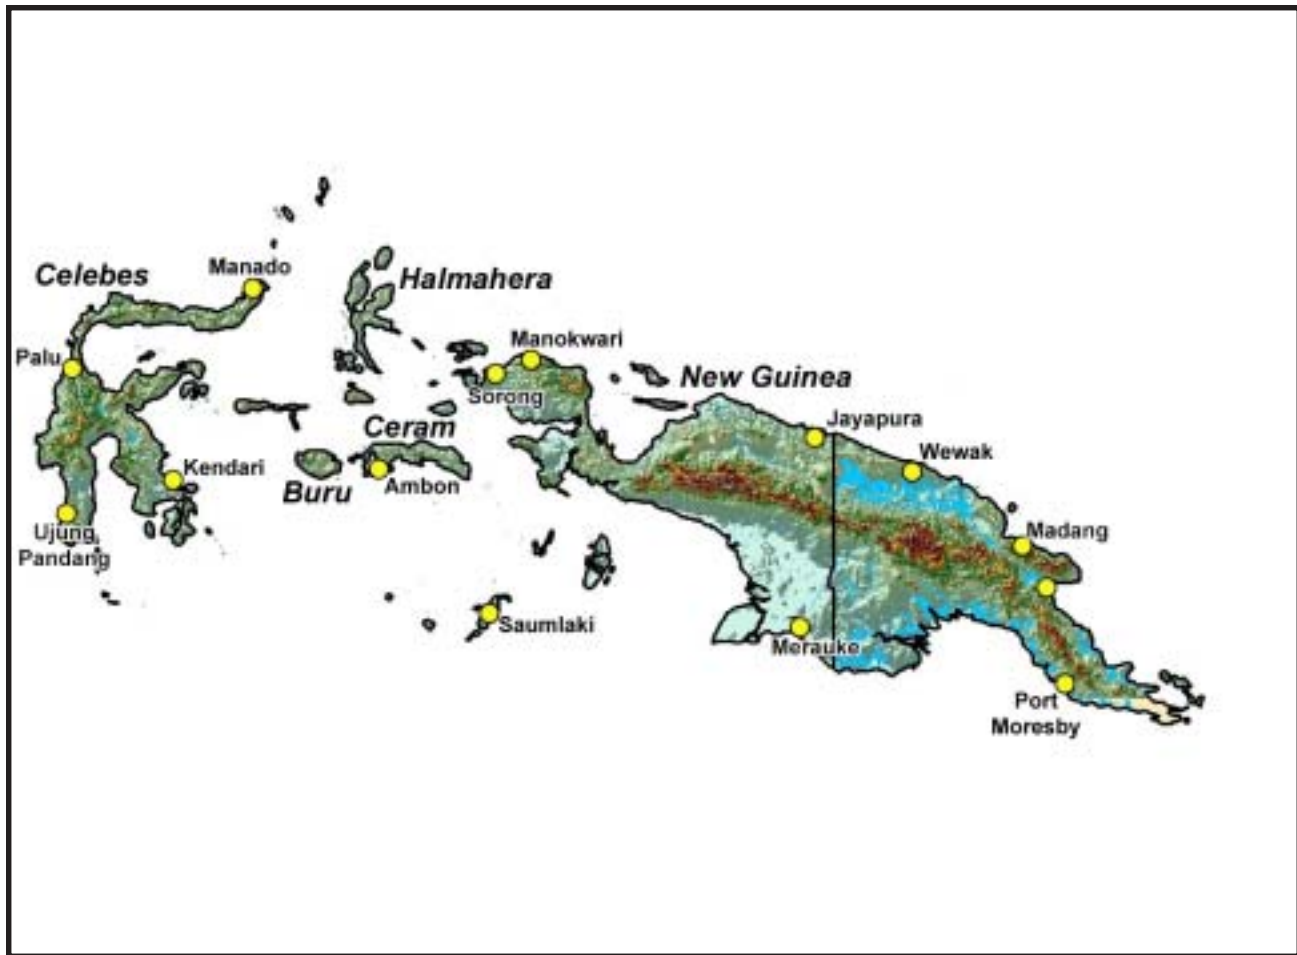 Manado
Celebes
Halmahera
Manokwari
Palu
New Guinea
Sorong
Jayapura
Ceram
Wewak
Kendari
Ambon
Buru
Ujung
Pandang
Madang
Saumlaki
Merauke
Port
Moresby